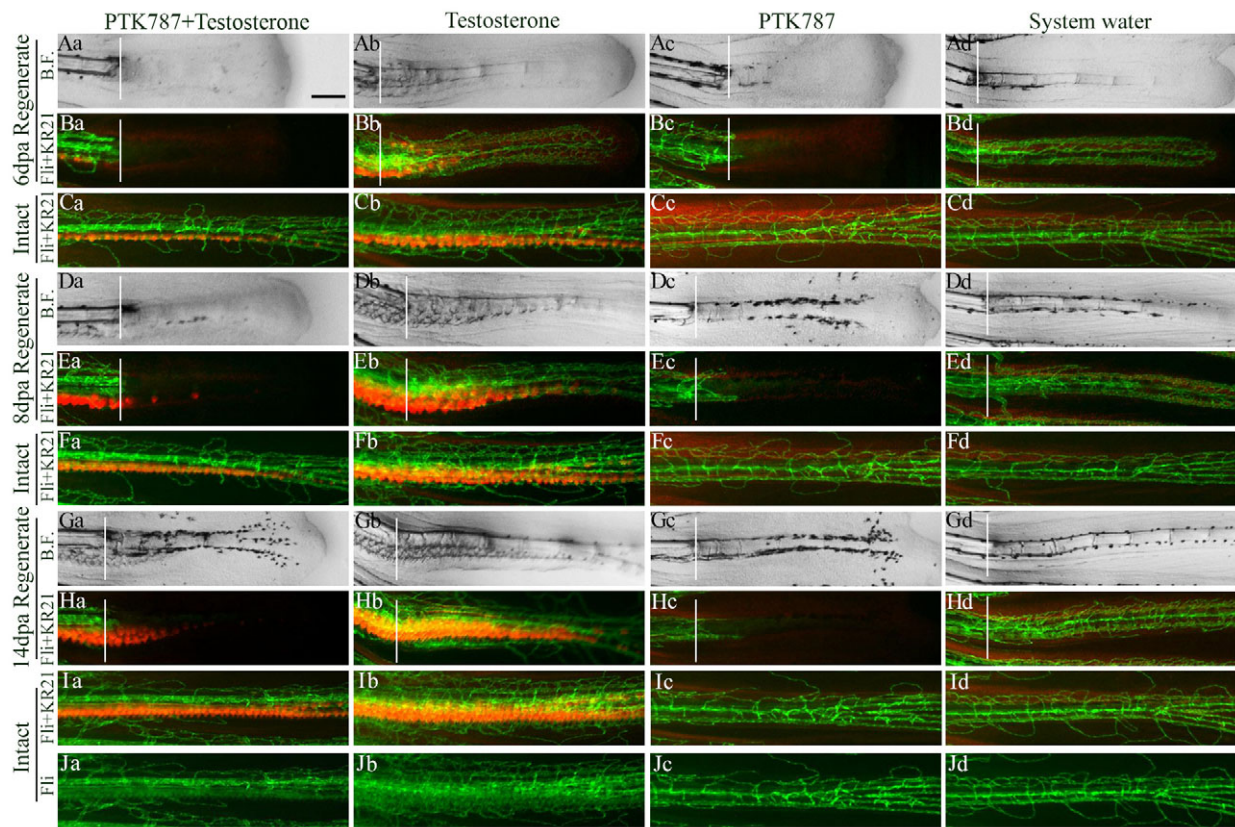 PTK787+Testosterone Testosterone PTK787 System water
6dpa Regenerate
B.F.
Aa Ab Ac Ad
Fli+KR21
Ba Bb Bc Bd
Intact
Fli+KR21
Ca Cb Cc Cd
8dpa Regenerate
B.F.
Da Db Dc Dd
Fli+KR21
Ea Eb Ec Ed
Intact
Fli+KR21
Fa Fb Fc Fd
14dpa Regenerate
B.F.
Ga Gb Gc Gd
Fli+KR21
Ha Hb Hc Hd
Intact
Fli+KR21
Ia Ib Ic Id
Fli
Ja Jb Jc Jd